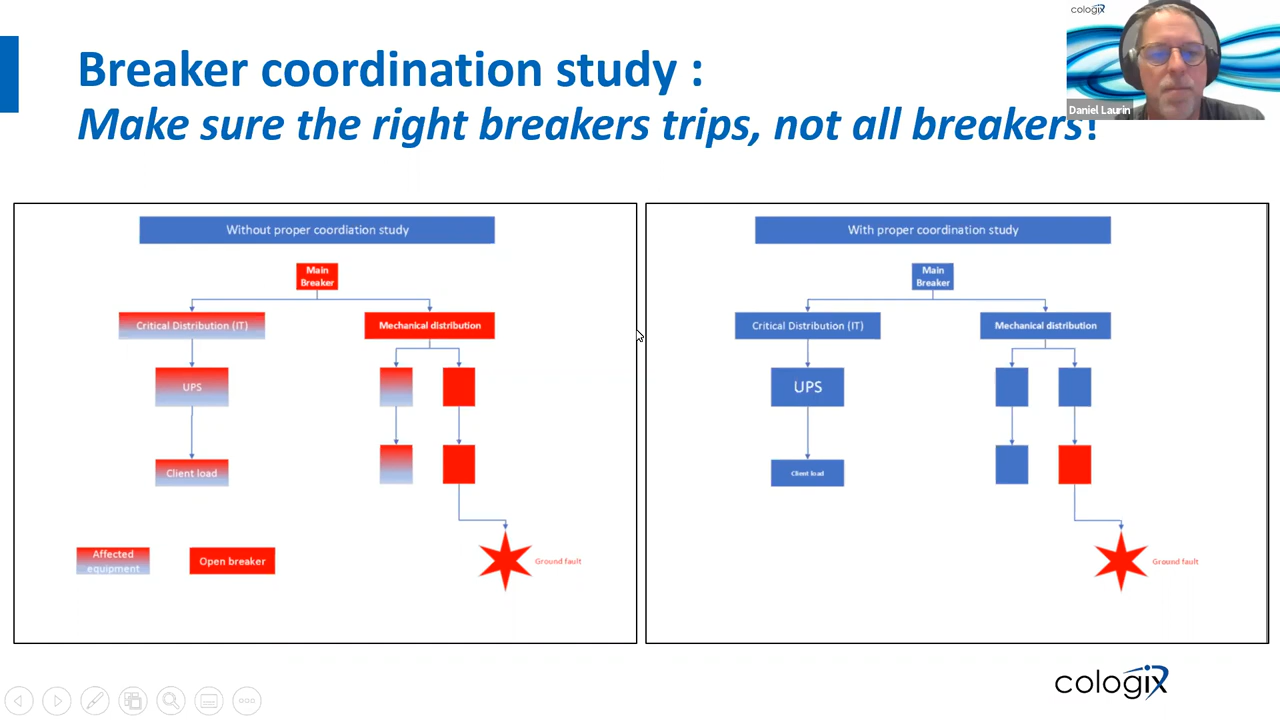 cologix
Daniel Laurin
Breaker coordination study :
Make sure the right breakers trips, not all breakers!
Without proper coordiation study
Main
Breaker
Critical Distribution (IT)
Mechanical distribution
UPS
Client load
Affected
equipment
Open breaker
Ground fault
With proper coordination study
Main
Breaker
Critical Distribution (IT)
Mechanical distribution
UPS
Client load
Ground fault
cologix